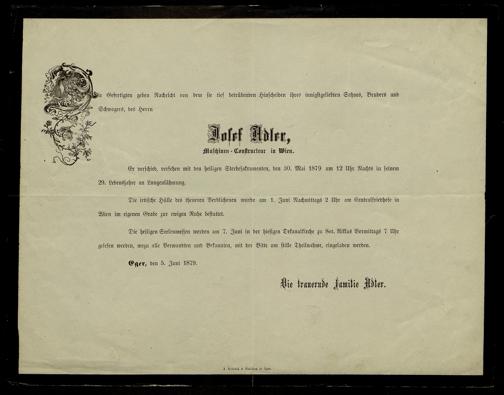 Die Gefertigten geben Nachricht von dem sie tief betrübenden Hinscheiden ihres innigstgeliebten Sohnes, Bruders und
Schwagers, des Herrn
Josef Adler,
Maschinen-Constructeur in Wien.
Er verschied, versehen mit den heiligen Sterbesakramenten, den 30. Mai 1879 um 12 Uhr Nachts in seinem
29. Lebensjahre an Lungenlähmung.
Die irdische Hülle des theueren Verblichenen wurde am 1. Juni Nachmittags 2 Uhr am Centralfriedhofe in
Wien im eigenen Grabe zur ewigen Ruhe bestattet.
Die heiligen Seelenmessen werden am 7. Juni in der hiesigen Dekanalkirche zu Set. Niklas Vormittags 7 Uhr
gelesen werden, wozu alle Verwandten und Bekannten, mit der Bitte um stille Theilnahme, eingeladen werden.
Eger, den 5. Juni 1879.
Die trauernde Familie Adler.
in Eger.